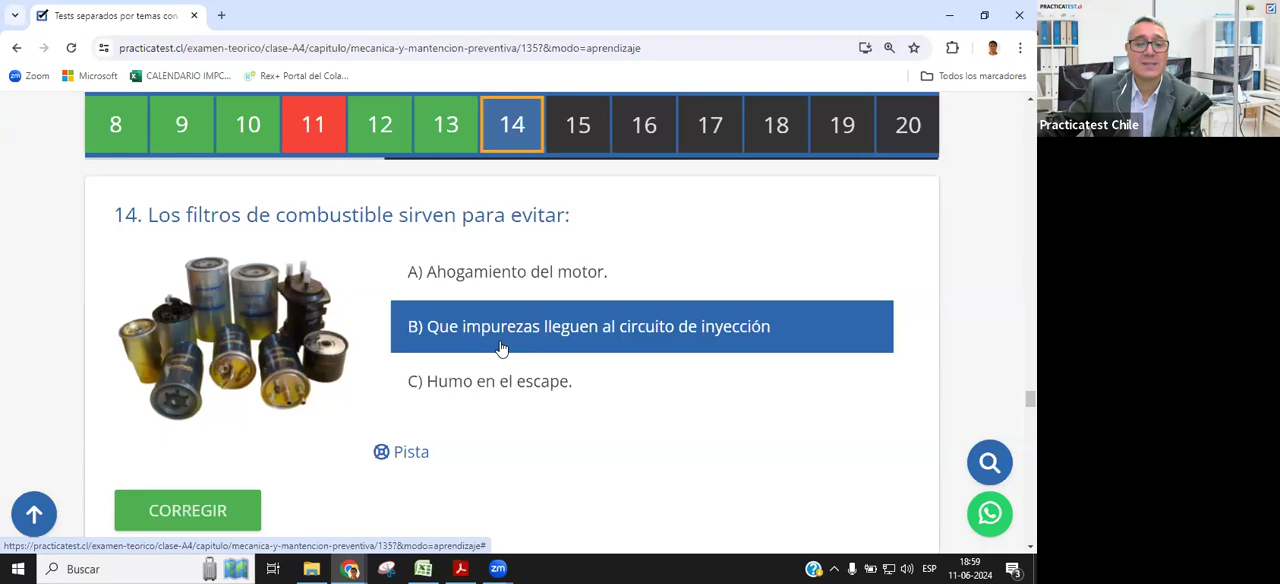 Tests separados por temas con
practicatest.cl/examen-teorico/clase-A4/capitulo/mecanica-y-mantencion-preventiva/135?&modo=aprendizaje
Zoom
Microsoft
CALENDARIO IMPC...
Rex+ Portal del Cola...
Todos los marcadores
PRACTICATEST.cl
Practicatest Chile
8 9 10 11 12 13 14 15 16 17 18 19 20
14. Los filtros de combustible sirven para evitar:
A) Ahogamiento del motor.
B) Que impurezas lleguen al circuito de inyección
C) Humo en el escape.
Pista
CORREGIR
https://practicatest.cl/examen-teorico/clase-A4/capitulo/mecanica-y-mantencion-preventiva/135?&modo=aprendizaje#
Buscar
zm
ESP
18:59
11-06-2024
3